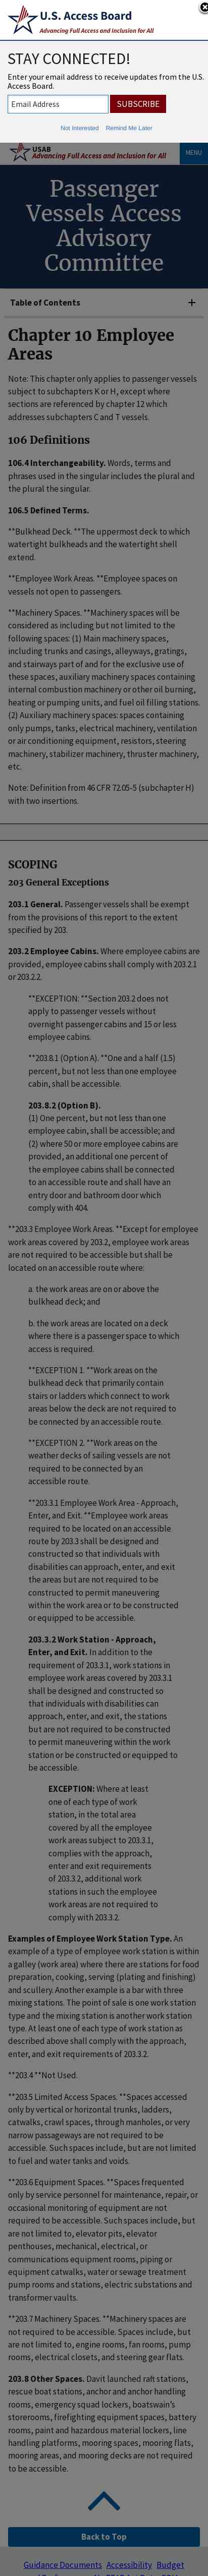 U.S. Access Board
Advancing Full Access and Inclusion for All
STAY CONNECTED!
Enter your email address to receive updates from the U.S.
Access Board.
Email Address
SUBSCRIBE
Not Interested Remind Me Later
USAB
Advancing Full Access and Inclusion for All
MENU
Passenger
Vessels Access
Advisory
Committee
Table of Contents +
Chapter 10 Employee
Areas
Note: This chapter only applies to passenger vessels
subject to subchapters K or H, except where
sections are referenced by chapter 12 which
addresses subchapters C and T vessels.
106 Definitions
106.4 Interchangeability. Words, terms and
phrases used in the singular includes the plural and
the plural the singular.
106.5 Defined Terms.
**Bulkhead Deck. **The uppermost deck to which
watertight bulkheads and the watertight shell
extend.
**Employee Work Areas. **Employee spaces on
vessels not open to passengers.
**Machinery Spaces. **Machinery spaces will be
considered as including but not limited to the
following spaces: (1) Main machinery spaces,
including trunks and casings, alleyways, gratings,
and stairways part of and for the exclusive use of
these spaces, auxiliary machinery spaces containing
internal combustion machinery or other oil burning,
heating or pumping units, and fuel oil filling stations.
(2) Auxiliary machinery spaces: spaces containing
only pumps, tanks, electrical machinery, ventilation
or air conditioning equipment, resistors, steering
machinery, stabilizer machinery, thruster machinery,
etc.
Note: Definition from 46 CFR 72.05-5 (subchapter H)
with two insertions.
SCOPING
203 General Exceptions
203.1 General. Passenger vessels shall be exempt
from the provisions of this report to the extent
specified by 203.
203.2 Employee Cabins. Where employee cabins are
provided, employee cabins shall comply with 203.2.1
or 203.2.2.
**EXCEPTION: **Section 203.2 does not
apply to passenger vessels without
overnight passenger cabins and 15 or less
employee cabins.
**203.8.1 (Option A). **One and a half (1.5)
percent, but not less than one employee
cabin, shall be accessible.
203.8.2 (Option B).
(1) One percent, but not less than one
employee cabin, shall be accessible; and
(2) where 50 or more employee cabins are
provided, an additional one percent of
the employee cabins shall be connected
to an accessible route and shall have an
entry door and bathroom door which
comply with 404.
**203.3 Employee Work Areas. **Except for employee
work areas covered by 203.2, employee work areas
are not required to be accessible but shall be
located on an accessible route where:
a. the work areas are on or above the
bulkhead deck; and
b. the work areas are located on a deck
where there is a passenger space to which
access is required.
**EXCEPTION 1. **Work areas on the
bulkhead deck that primarily contain
stairs or ladders which connect to work
areas below the deck are not required to
be connected by an accessible route.
**EXCEPTION 2. **Work areas on the
weather decks of sailing vessels are not
required to be connected by an
accessible route.
**203.3.1 Employee Work Area - Approach,
Enter, and Exit. **Employee work areas
required to be located on an accessible
route by 203.3 shall be designed and
constructed so that individuals with
disabilities can approach, enter, and exit
the areas but are not required to be
constructed to permit maneuvering
within the work area or be constructed
or equipped to be accessible.
203.3.2 Work Station - Approach,
Enter, and Exit. In addition to the
requirement of 203.3.1, work stations in
employee work areas covered by 203.3.1
shall be designed and constructed so
that individuals with disabilities can
approach, enter, and exit, the stations
but are not required to be constructed
to permit maneuvering within the work
station or be constructed or equipped to
be accessible.
EXCEPTION: Where at least
one of each type of work
station, in the total area
covered by all the employee
work areas subject to 203.3.1,
complies with the approach,
enter and exit requirements
of 203.3.2, additional work
stations in such the employee
work areas are not required to
comply with 203.3.2.
Examples of Employee Work Station Type. An
example of a type of employee work station is within
a galley (work area) where there are stations for food
preparation, cooking, serving (plating and finishing)
and scullery. Another example is a bar with three
mixing stations. The point of sale is one work station
type and the mixing station is another work station
type. At least one of each type of work station as
described above shall comply with the approach,
enter, and exit requirements of 203.3.2.
**203.4 **Not Used.
**203.5 Limited Access Spaces. **Spaces accessed
only by vertical or horizontal trunks, ladders,
catwalks, crawl spaces, through manholes, or very
narrow passageways are not required to be
accessible. Such spaces include, but are not limited
to fuel and water tanks and voids.
**203.6 Equipment Spaces. **Spaces frequented
only by service personnel for maintenance, repair, or
occasional monitoring of equipment are not
required to be accessible. Such spaces include, but
are not limited to, elevator pits, elevator
penthouses, mechanical, electrical, or
communications equipment rooms, piping or
equipment catwalks, water or sewage treatment
pump rooms and stations, electric substations and
transformer vaults.
**203.7 Machinery Spaces. **Machinery spaces are
not required to be accessible. Spaces include, but
are not limited to, engine rooms, fan rooms, pump
rooms, electrical closets, and steering gear flats.
203.8 Other Spaces. Davit launched raft stations,
rescue boat stations, anchor and anchor handling
rooms, emergency squad lockers, boatswain's
storerooms, firefighting equipment spaces, battery
rooms, paint and hazardous material lockers, line
handling platforms, mooring spaces, mooring flats,
mooring areas, and mooring decks are not required
to be accessible.
Back to Top
Guidance Documents Accessibility Budget